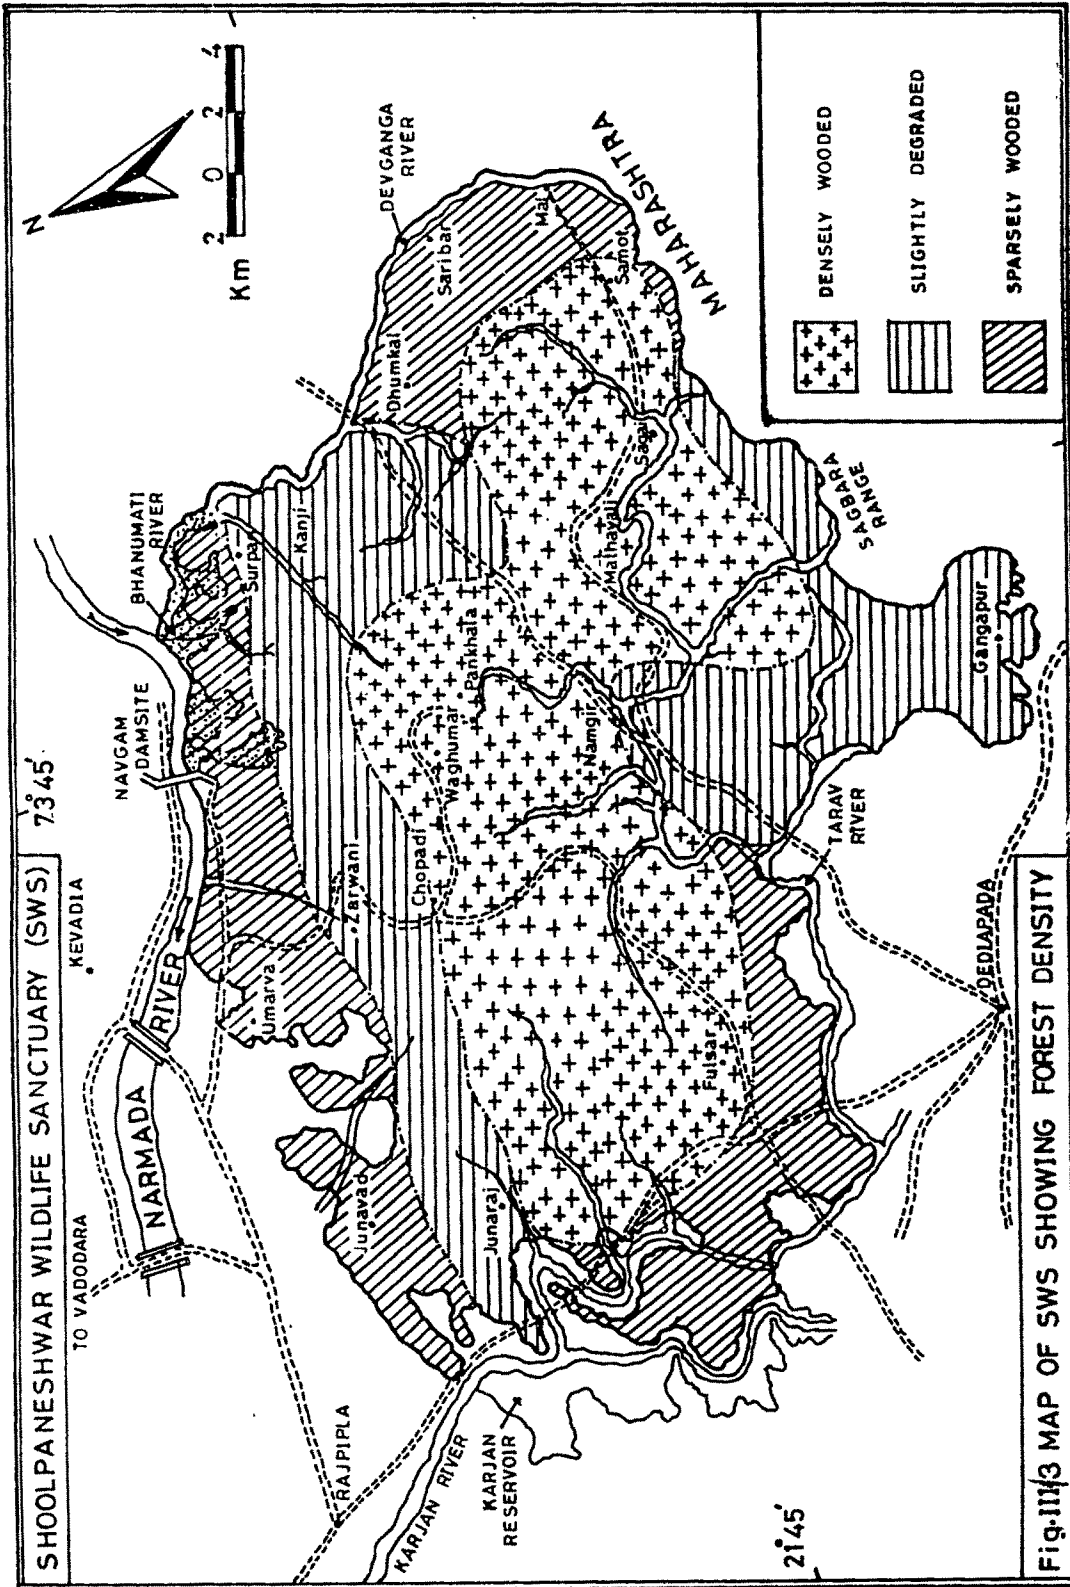 SHOOLPANESHWAR WILDLIFE SANCTUARY (SWS)
73°45'
N
Km
2 0 2 4
TO VADODARA
KEVADIA
NAVGAM
DAMSITE
BHANUMATI
RIVER
DEVGANGA
RIVER
NARMADA
RIVER
RAJPIPLA
KARJAN RIVER
KARJAN
RESERVOIR
Junavad
Umarva
Zarwani
Surpan
Kanji
Dhumkal
Saribar
Mal
Samot
MAHARASHTRA
Junaraj
Chopadi
Waghumar
Pankhala
Mathavali
Sagai
Namgir
Fulsar
SAGBARA
RANGE
Gangapur
TARAV
RIVER
DEDIAPADA
21°45'
DENSELY WOODED
SLIGHTLY DEGRADED
SPARSELY WOODED
Fig.III/3 MAP OF SWS SHOWING FOREST DENSITY